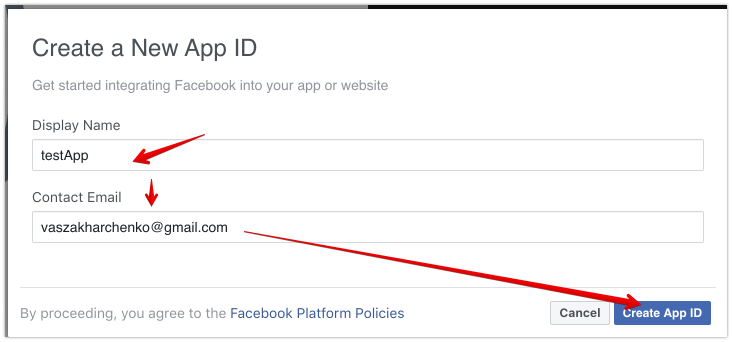 Create a New App ID
Get started integrating Facebook into your app or website
Display Name
testApp
Contact Email
vaszakharchenko@gmail.com
By proceeding, you agree to the Facebook Platform Policies
Cancel
Create App ID